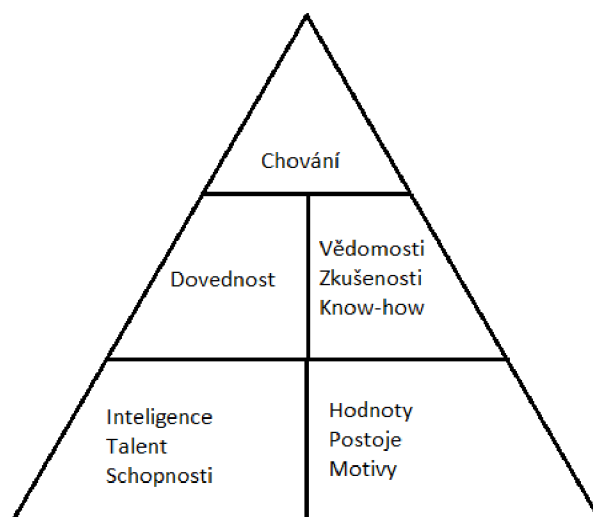 Chování
Dovednost
Vědomosti
Zkušenosti
Know-how
Inteligence
Talent
Schopnosti
Hodnoty
Postoje
Motivy